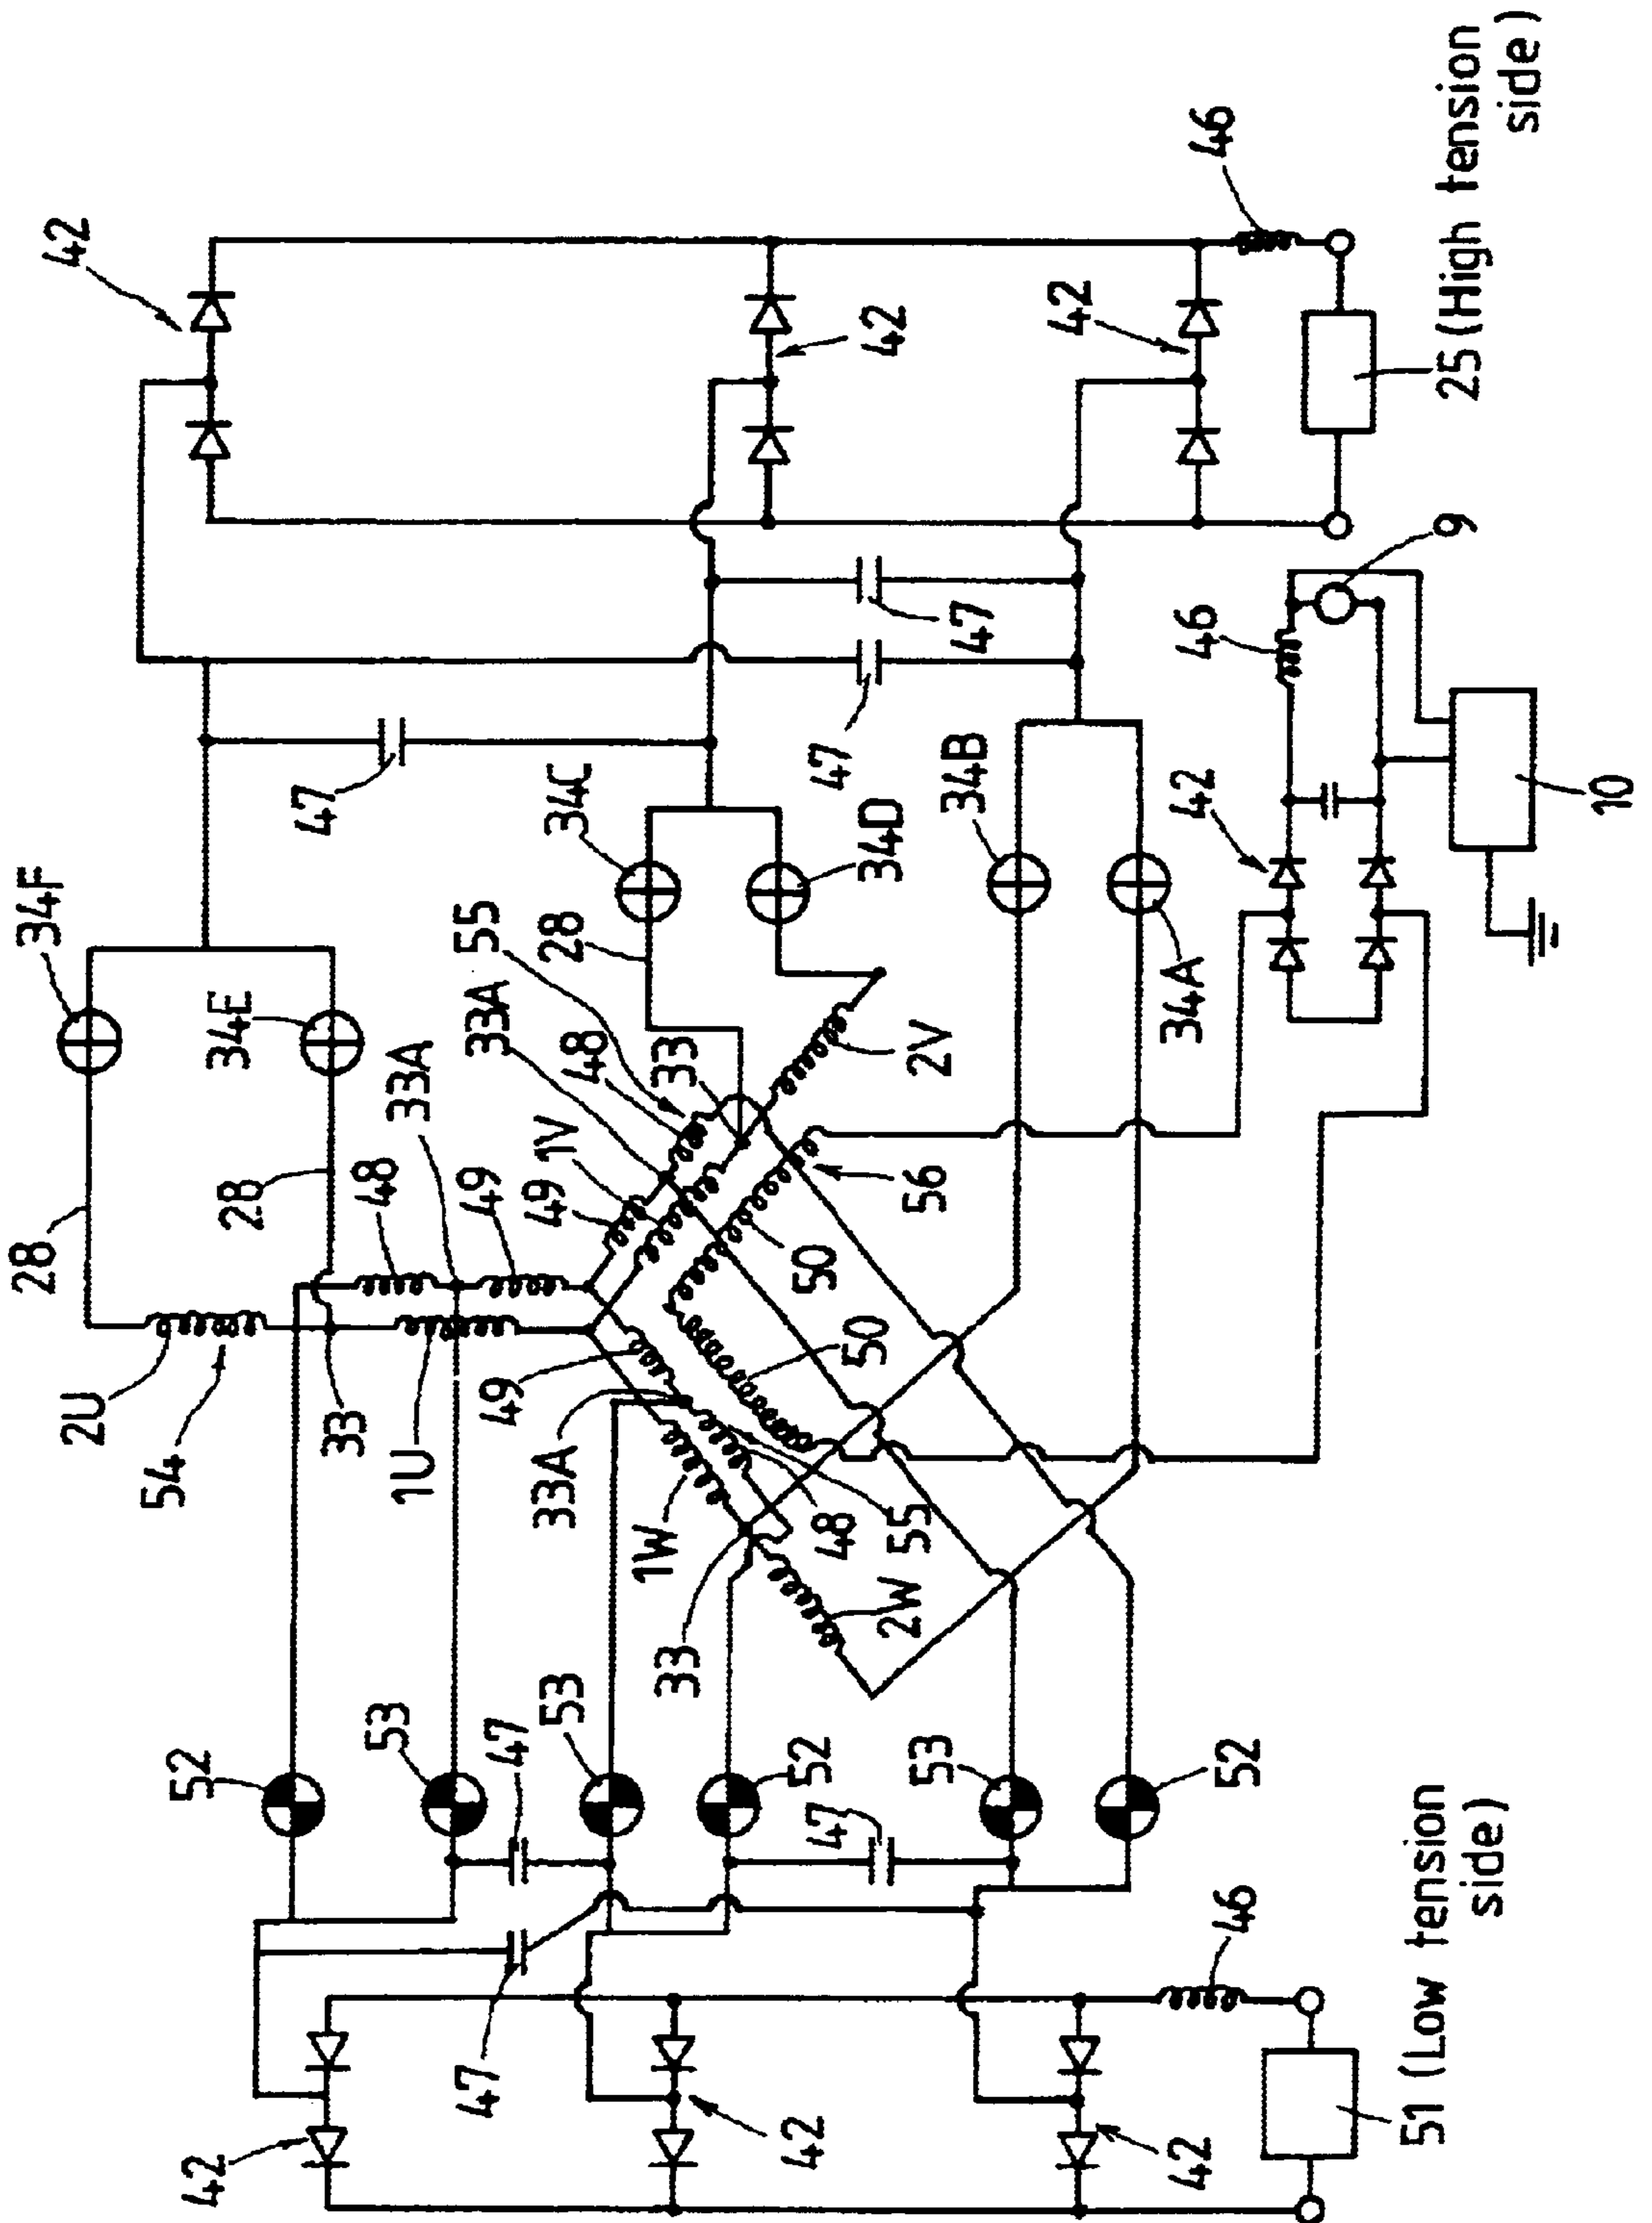 28
34F
42
2U
54
52
42
34E
28
47
33
48
53
33A
1U
47
49
55
33A
49
47
49
1V
33A
53
28
34C
48
1W
33
33
42
52
47
47
48
50
50
34D
42
2W
55
56
2V
53
34B
47
42
34A
42
42
46
46
52
46
51 (Low tension
side)
9
25 (High tension
side)
10